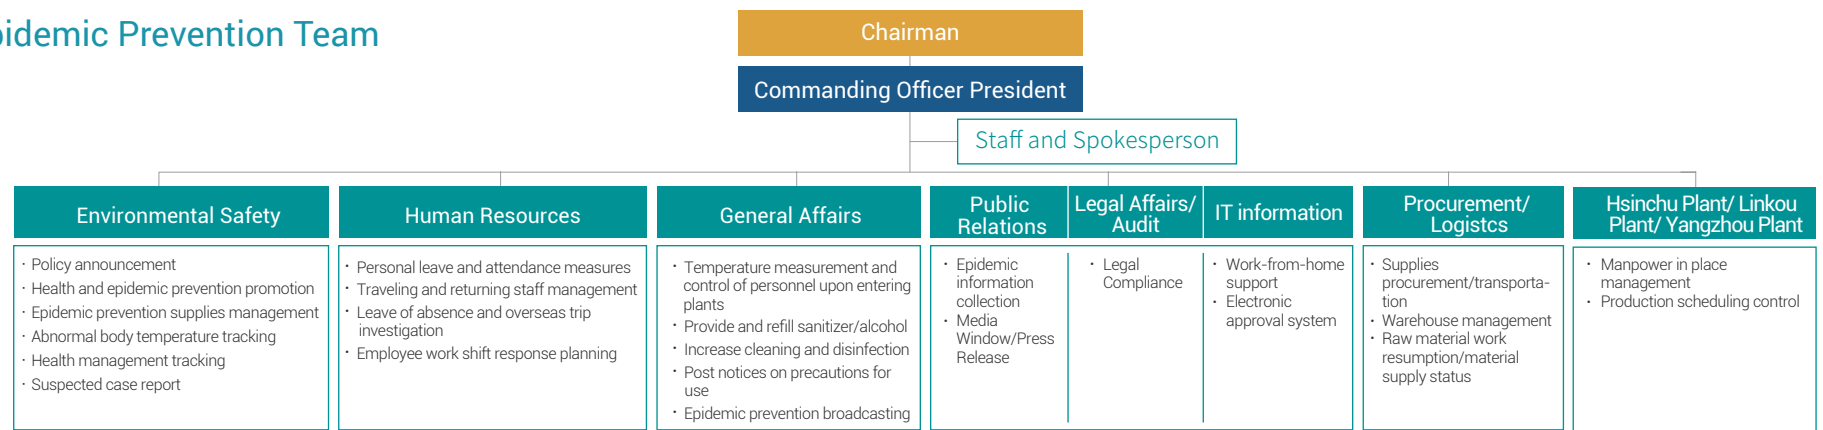 pidemic Prevention Team
Chairman
Commanding Officer President
Staff and Spokesperson
Environmental Safety
· Policy announcement
· Health and epidemic prevention promotion
· Epidemic prevention supplies management
· Abnormal body temperature tracking
· Health management tracking
· Suspected case report
Human Resources
· Personal leave and attendance measures
· Traveling and returning staff management
· Leave of absence and overseas trip
investigation
· Employee work shift response planning
General Affairs
· Temperature measurement and
control of personnel upon entering
plants
· Provide and refill sanitizer/alcohol
· Increase cleaning and disinfection
· Post notices on precautions for
use
· Epidemic prevention broadcasting
Public
Relations
· Epidemic
information
collection
· Media
Window/Press
Release
Legal Affairs/
Audit
· Legal
Compliance
IT information
· Work-from-home
support
· Electronic
approval system
Procurement/
Logistcs
· Supplies
procurement/transporta-
tion
· Warehouse management
· Raw material work
resumption/material
supply status
Hsinchu Plant/ Linkou
Plant/ Yangzhou Plant
· Manpower in place
management
· Production scheduling control